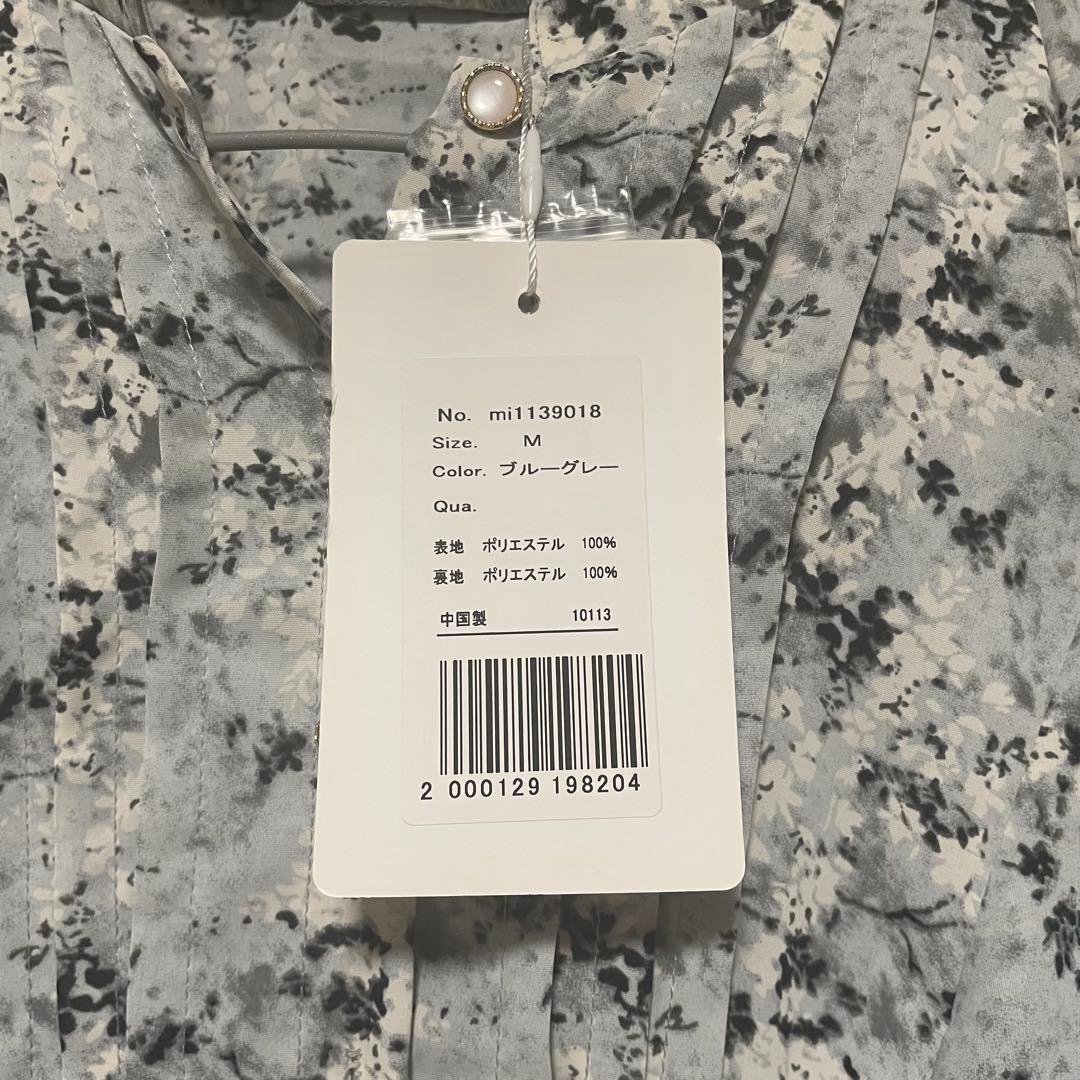 No. mi1139018
Size. M
Color. ブルーグレー
Qua.
表地 ポリエステル 100%
裏地 ポリエステル 100%
中国製 10113
2 000129 198204